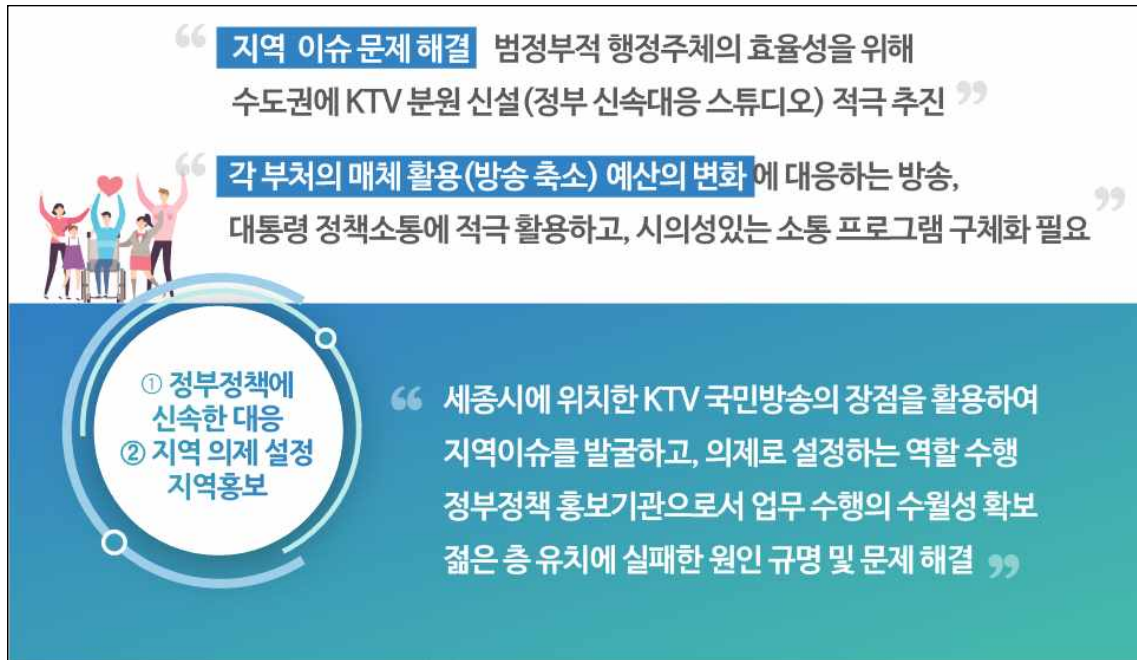 “ 지역 이슈 문제 해결 범정부적 행정주체의 효율성을 위해
수도권에 KTV 분원 신설(정부 신속대응 스튜디오) 적극 추진 ”
“ 각 부처의 매체 활용(방송 축소) 예산의 변화에 대응하는 방송,
대통령 정책소통에 적극 활용하고, 시의성있는 소통 프로그램 구체화 필요 ”
① 정부정책에
신속한 대응
② 지역 의제 설정
지역홍보
“ 세종시에 위치한 KTV 국민방송의 장점을 활용하여
지역이슈를 발굴하고, 의제로 설정하는 역할 수행
정부정책 홍보기관으로서 업무 수행의 수월성 확보
젊은 층 유치에 실패한 원인 규명 및 문제 해결 ”